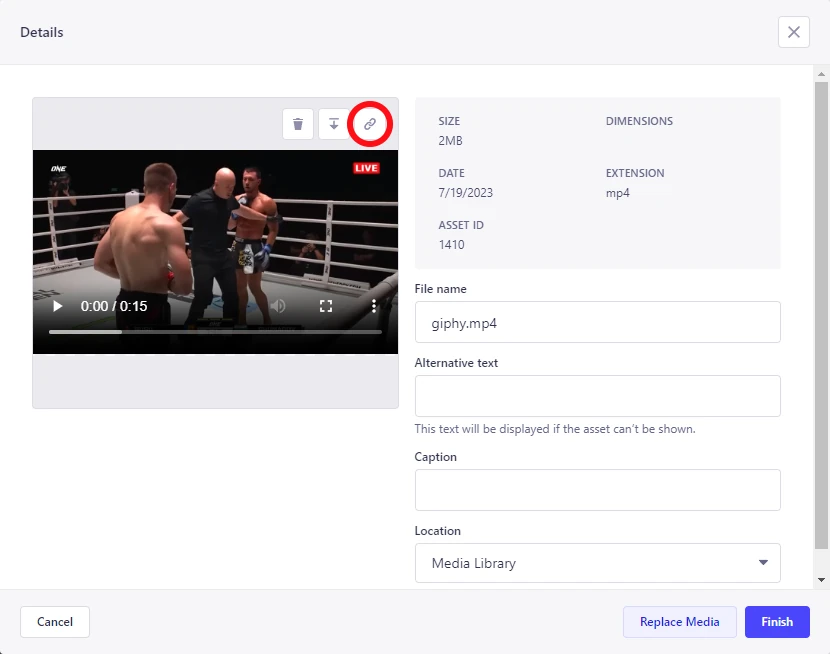 Details
ONE
LIVE
0:00 / 0:15
SIZE
2MB
DIMENSIONS
DATE
7/19/2023
EXTENSION
mp4
ASSET ID
1410
File name
giphy.mp4
Alternative text
This text will be displayed if the asset can't be shown.
Caption
Location
Media Library
Cancel
Replace Media
Finish